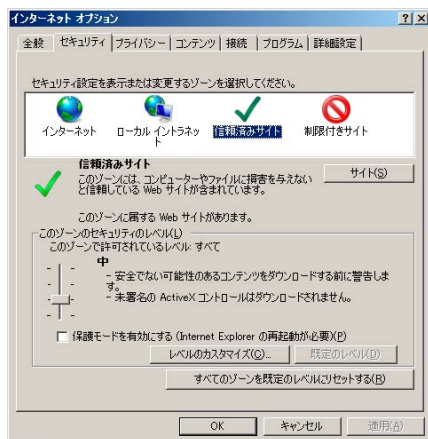 インターネット オプション
全般 セキュリティ プライバシー コンテンツ 接続 プログラム 詳細設定
セキュリティ設定を表示または変更するゾーンを選択してください。
インターネット ローカル イントラネット 信頼済みサイト 制限付きサイト
信頼済みサイト
このゾーンには、コンピューターやファイルに損害を与えない
と信頼している Web サイトが含まれています。
サイト(S)
このゾーンに属する Web サイトがあります。
このゾーンのセキュリティのレベル(L)
このゾーンで許可されているレベル: すべて
中
- 安全でない可能性のあるコンテンツをダウンロードする前に警告しま
す。
- 未署名の ActiveX コントロールはダウンロードされません。
保護モードを有効にする (Internet Explorer の再起動が必要)(P)
レベルのカスタマイズ(C)... 既定のレベル(D)
すべてのゾーンを既定のレベルにリセットする(R)
OK キャンセル 適用(A)